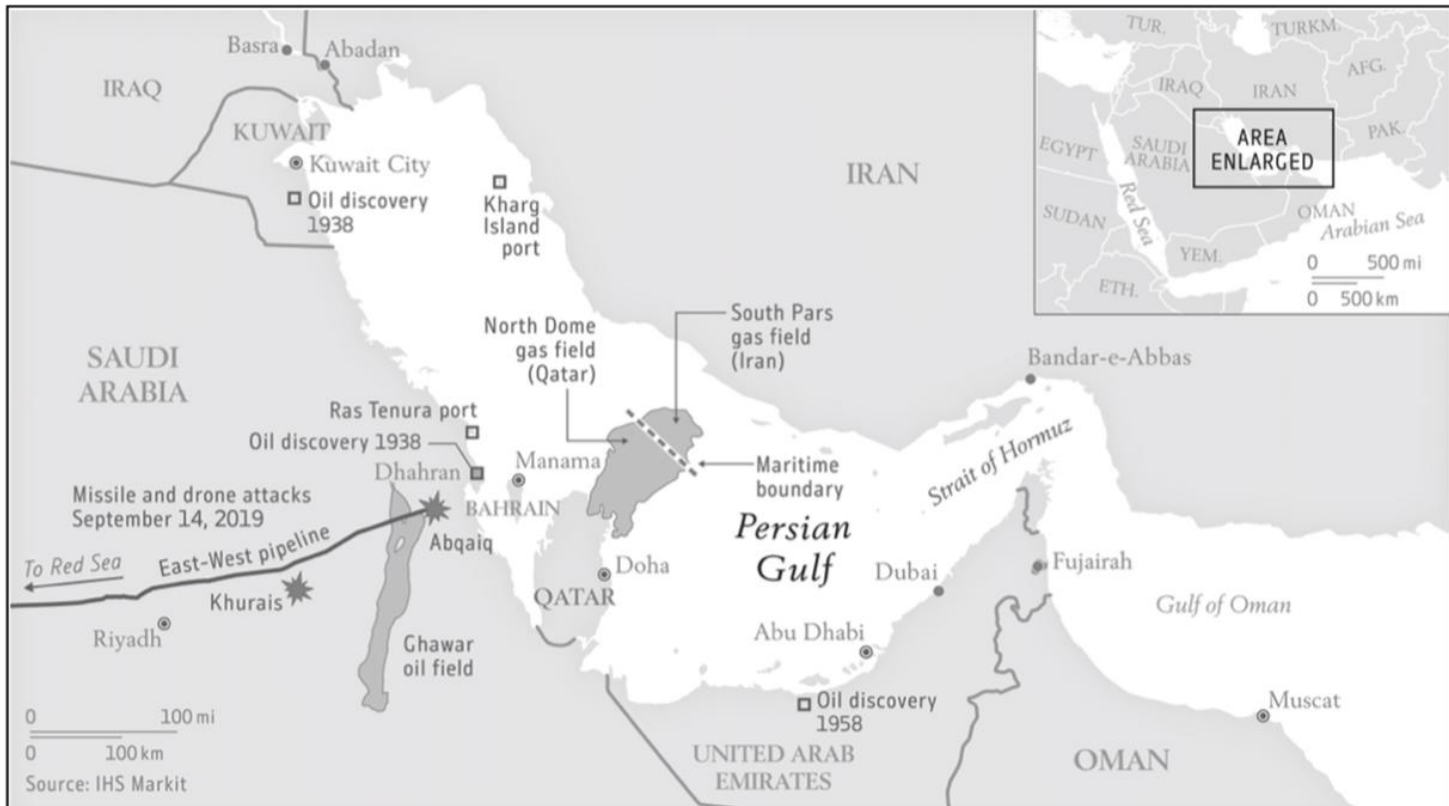 Basra
Abadan
IRAQ
KUWAIT
Kuwait City
Oil discovery
1938
Kharg
Island
port
IRAN
TUR.
TURKM.
IRAQ
IRAN
AFG.
PAK.
EGYPT
SAUDI
ARABIA
AREA
ENLARGED
Red Sea
SUDAN
OMAN
Arabian Sea
YEM.
ETH.
0 500 mi
0 500 km
SAUDI
ARABIA
North Dome
gas field
(Qatar)
South Pars
gas field
(Iran)
Bandar-e-Abbas
Ras Tenura port
Oil discovery 1938
Dhahran
Manama
BAHRAIN
Maritime
boundary
Strait of Hormuz
Missile and drone attacks
September 14, 2019
Abqaiq
East-West pipeline
To Red Sea
Khurais
Riyadh
Ghawar
oil field
Persian
Gulf
Doha
QATAR
Dubai
Fujairah
Gulf of Oman
Abu Dhabi
Oil discovery
1958
Muscat
UNITED ARAB
EMIRATES
OMAN
0 100 mi
0 100 km
Source: IHS Markit